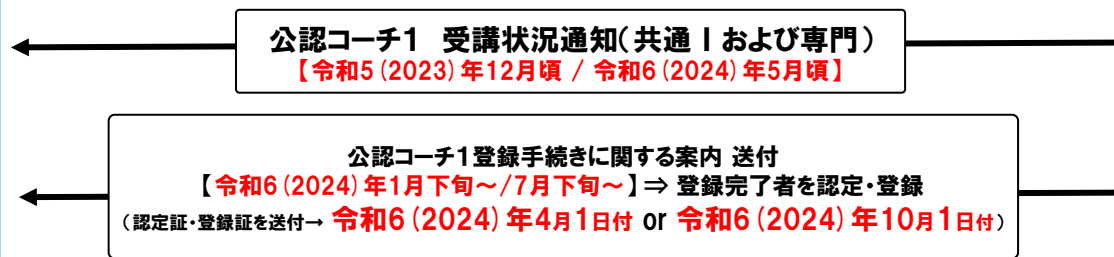 公認コーチ1　受講状況通知(共通Ⅰおよび専門)
【令和5(2023)年12月頃 / 令和6(2024)年5月頃】
公認コーチ1登録手続きに関する案内 送付
【令和6(2024)年1月下旬～/7月下旬～】⇒ 登録完了者を認定・登録
(認定証・登録証を送付→ 令和6(2024)年4月1日付 or 令和6(2024)年10月1日付)